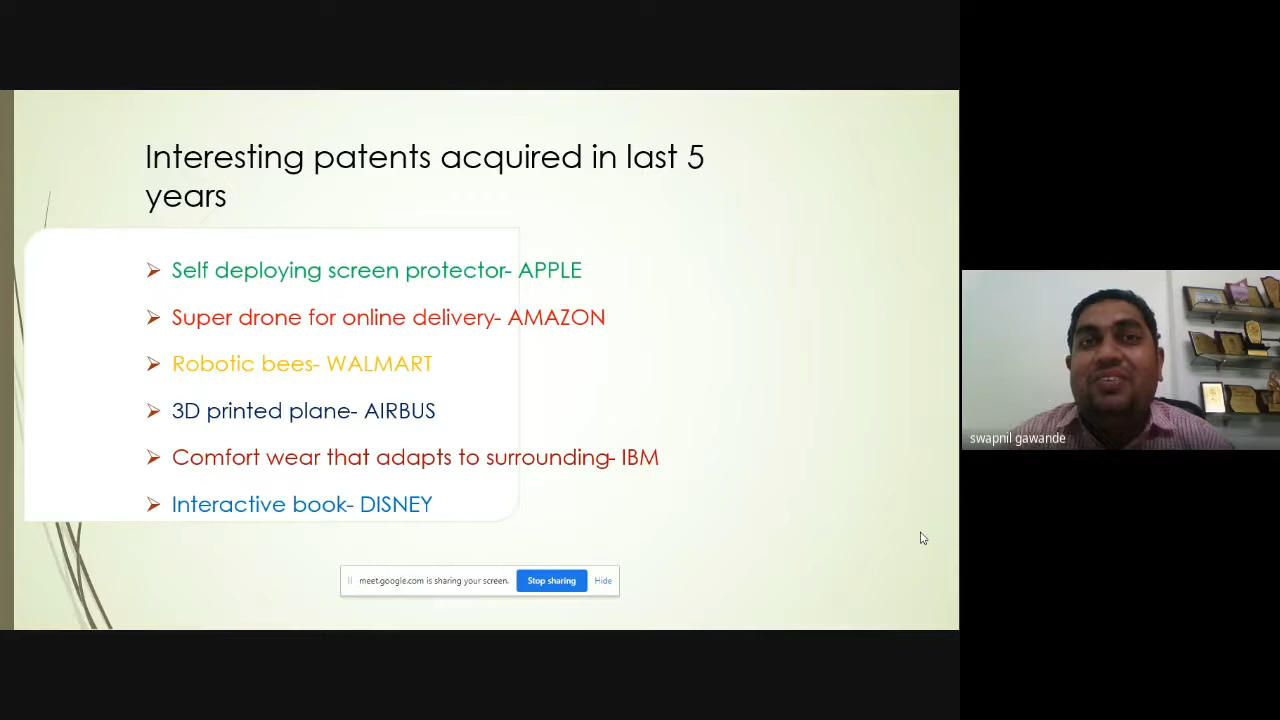 Interesting patents acquired in last 5
years
Self deploying screen protector- APPLE
Super drone for online delivery- AMAZON
Robotic bees- WALMART
3D printed plane- AIRBUS
Comfort wear that adapts to surrounding- IBM
Interactive book- DISNEY
meet.google.com is sharing your screen.
Stop sharing
Hide
swapnil gawande